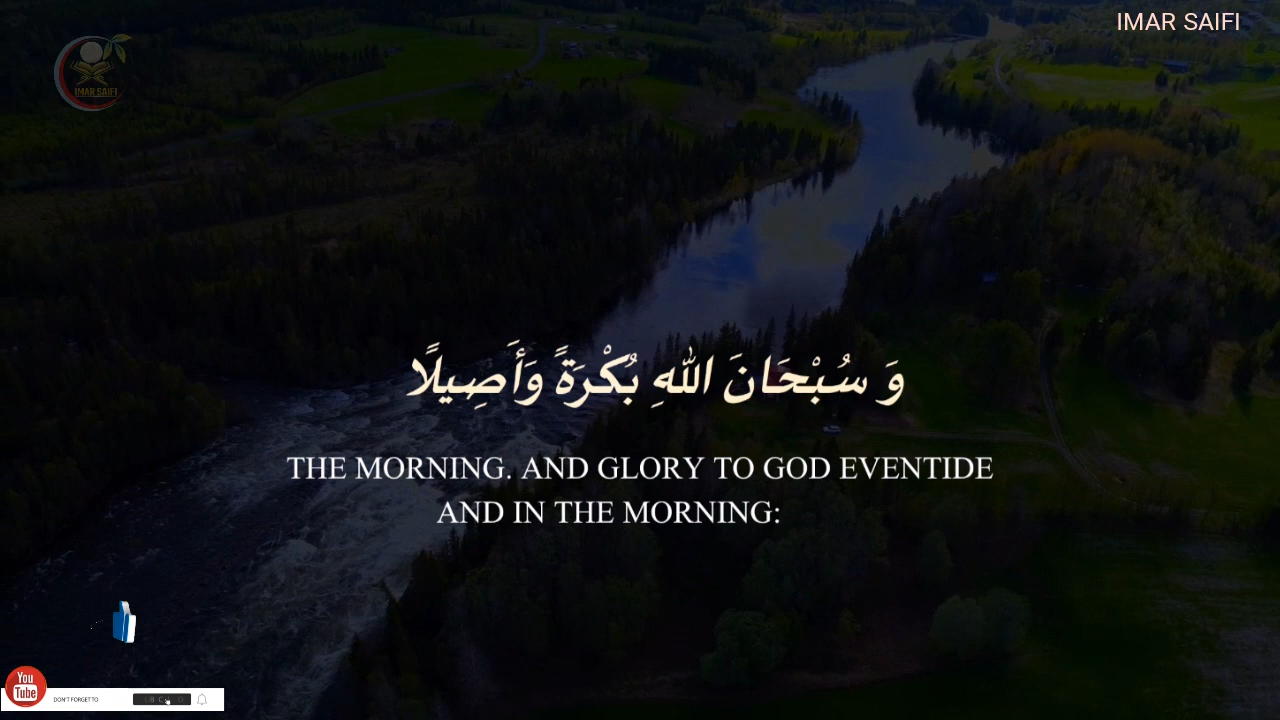 IMAR SAIFI
IMAR SAIFI
وَ سُبْحَانَ اللهِ بُكْرَةً وَأَصِيلًا
THE MORNING. AND GLORY TO GOD EVENTIDE
AND IN THE MORNING:
You
Tube
DON'T FORGET TO